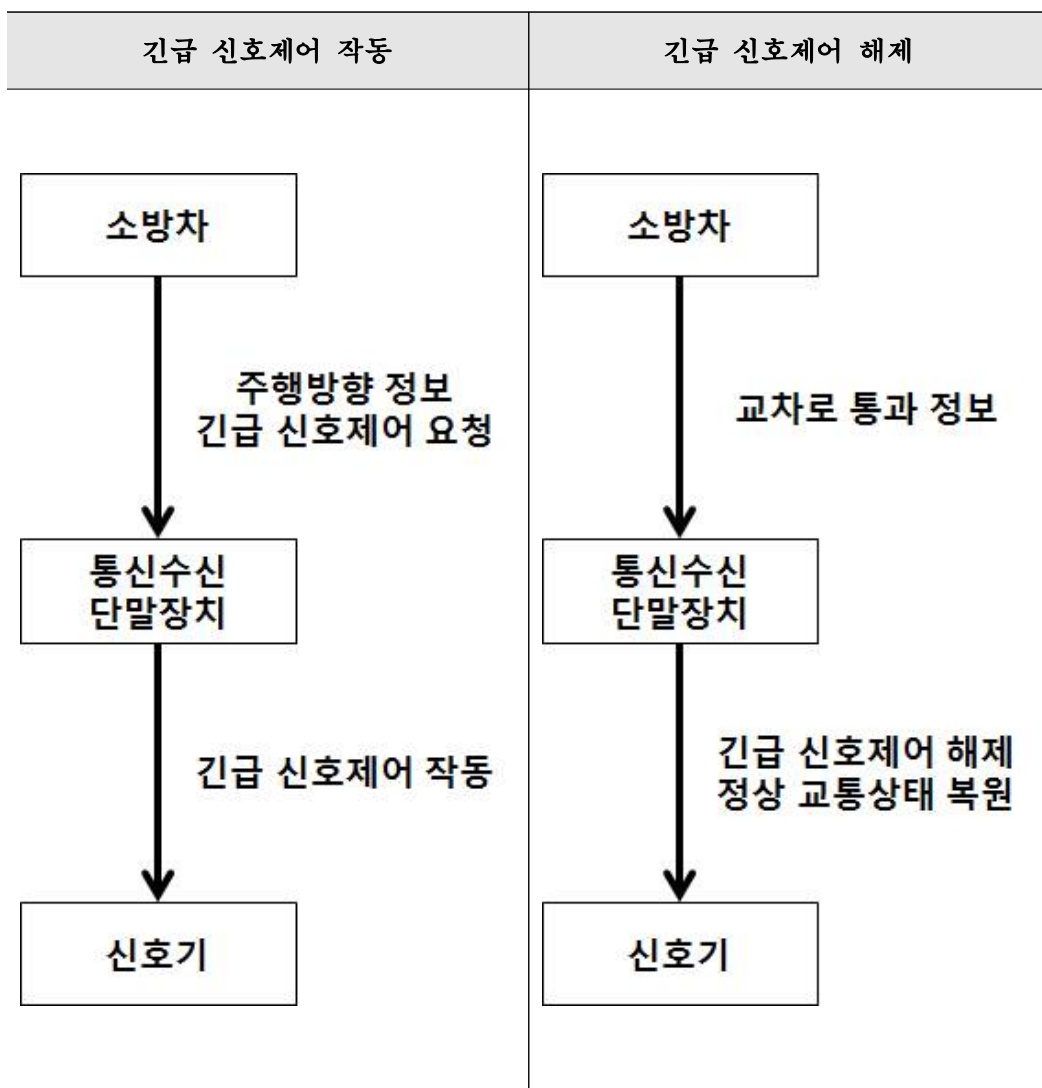 긴급 신호제어 작동
소방차
주행방향 정보
긴급 신호제어 요청
통신수신
단말장치
긴급 신호제어 작동
신호기
긴급 신호제어 해제
소방차
교차로 통과 정보
통신수신
단말장치
긴급 신호제어 해제
정상 교통상태 복원
신호기